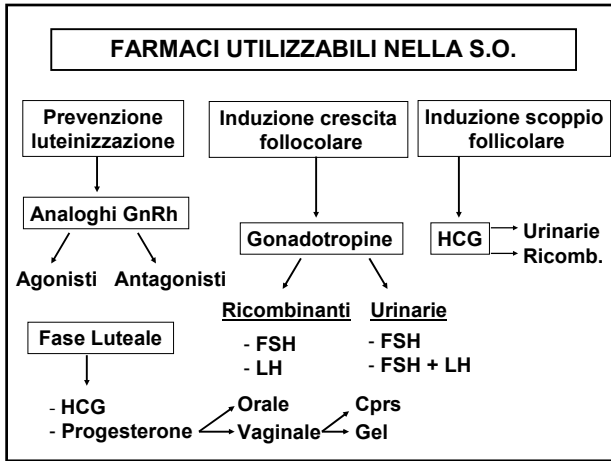 FARMACI UTILIZZABILI NELLA S.O.
Prevenzione
luteinizzazione
Induzione crescita
follocolare
Induzione scoppio
follicolare
Analoghi GnRh
Agonisti
Antagonisti
Gonadotropine
Ricombinanti
- FSH
- LH
Urinarie
- FSH
- FSH + LH
HCG
Urinarie
Ricomb.
Fase Luteale
- HCG
- Progesterone
Orale
Vaginale
Cprs
Gel